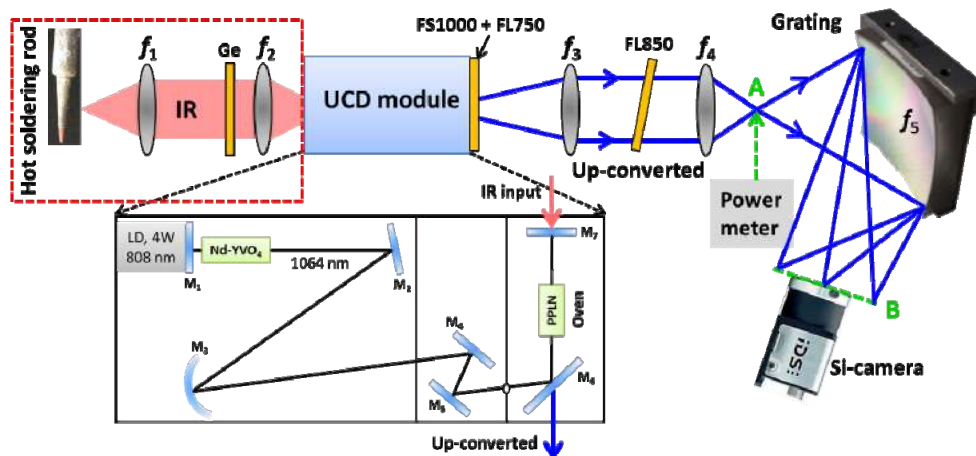 Hot soldering rod
f1
Ge
f2
IR
UCD module
FS1000 + FL750
f3
FL850
f4
Up-converted
A
Power
meter
Grating
f5
B
IDS
Si-camera
IR input
LD, 4W
808 nm
M1
Nd-YVO4
1064 nm
M2
M3
M4
M5
M7
PPLN
Oven
M6
Up-converted